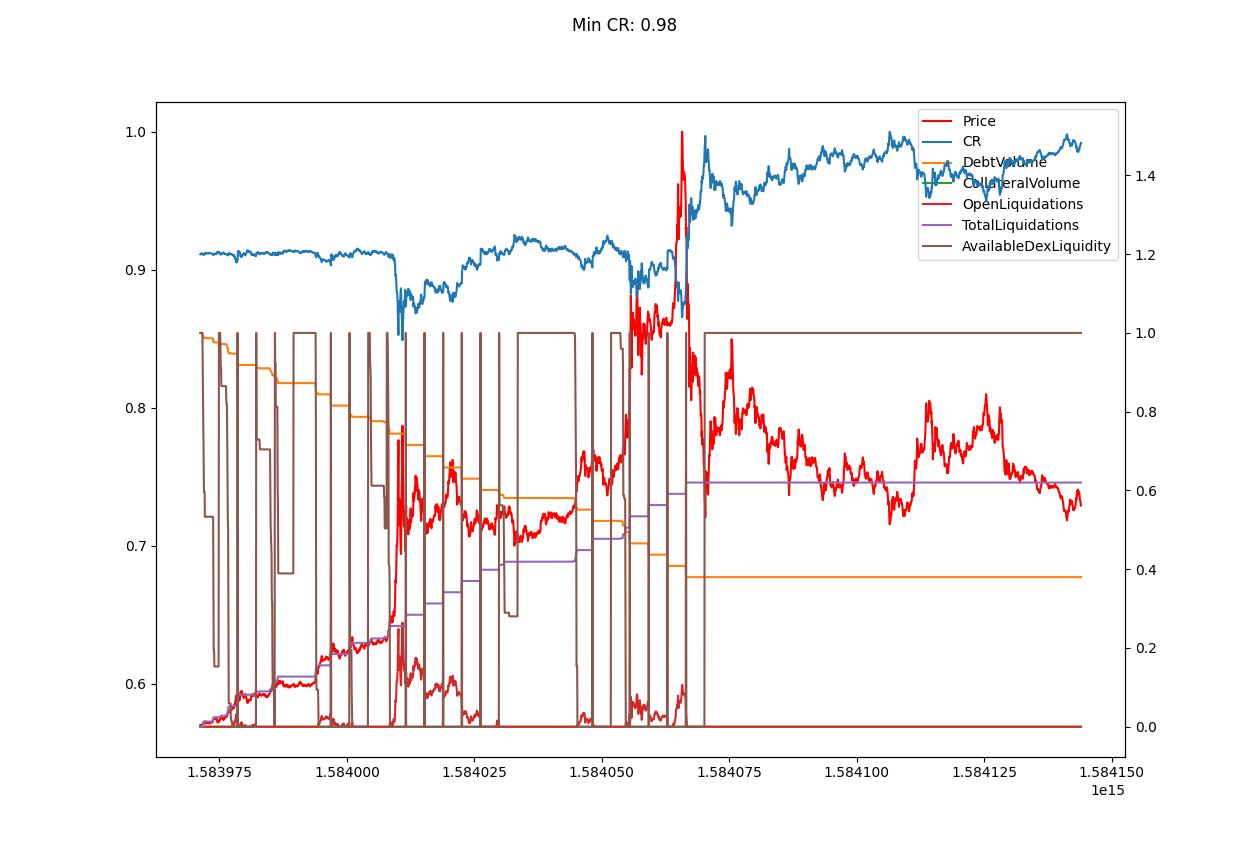 Min CR: 0.98
1.0
0.9
0.8
0.7
0.6
1.4
1.2
1.0
0.8
0.6
0.4
0.2
0.0
Price
CR
DebtVolume
CollateralVolume
OpenLiquidations
TotalLiquidations
AvailableDexLiquidity
1.583975 1.584000 1.584025 1.584050 1.584075 1.584100 1.584125 1.584150
1e15